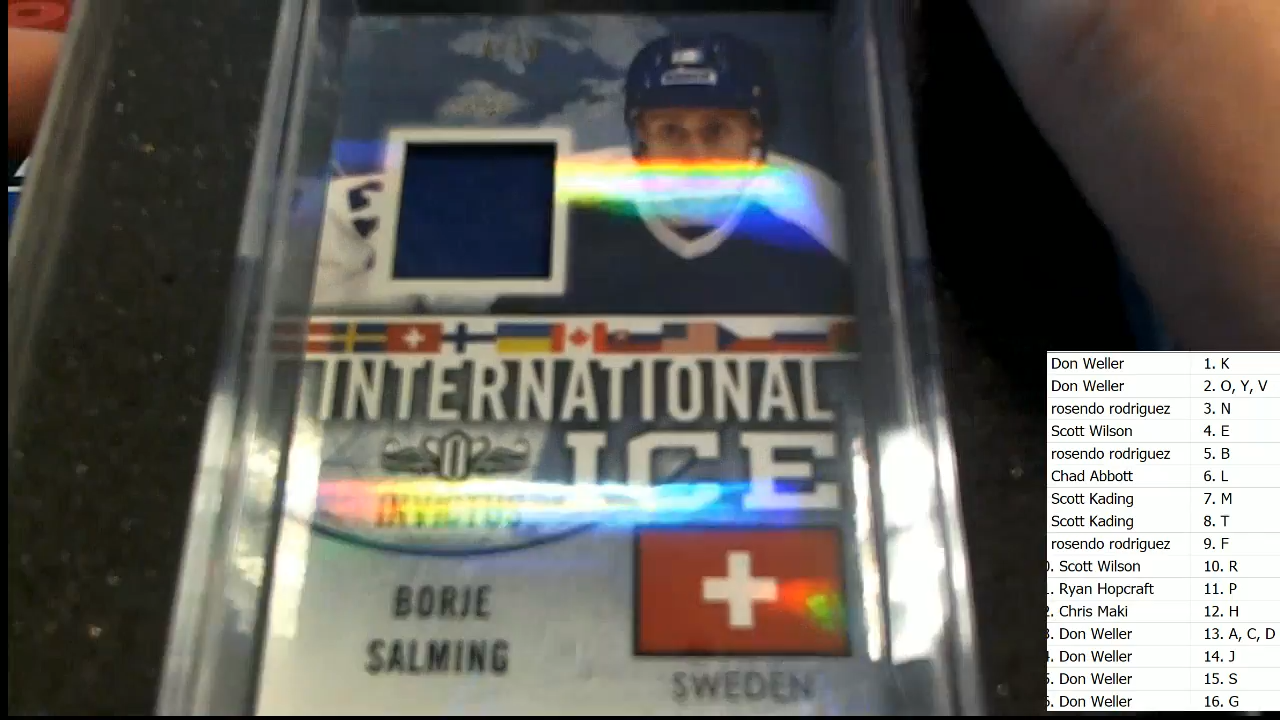 INTERNATIONAL
ICE
INVICTUS
BORJE
SALMING
SWEDEN
Don Weller 1. K
Don Weller 2. O, Y, V
rosendo rodriguez 3. N
Scott Wilson 4. E
rosendo rodriguez 5. B
Chad Abbott 6. L
Scott Kading 7. M
Scott Kading 8. T
rosendo rodriguez 9. F
Scott Wilson 10. R
Ryan Hopcraft 11. P
Chris Maki 12. H
Don Weller 13. A, C, D
Don Weller 14. J
Don Weller 15. S
Don Weller 16. G